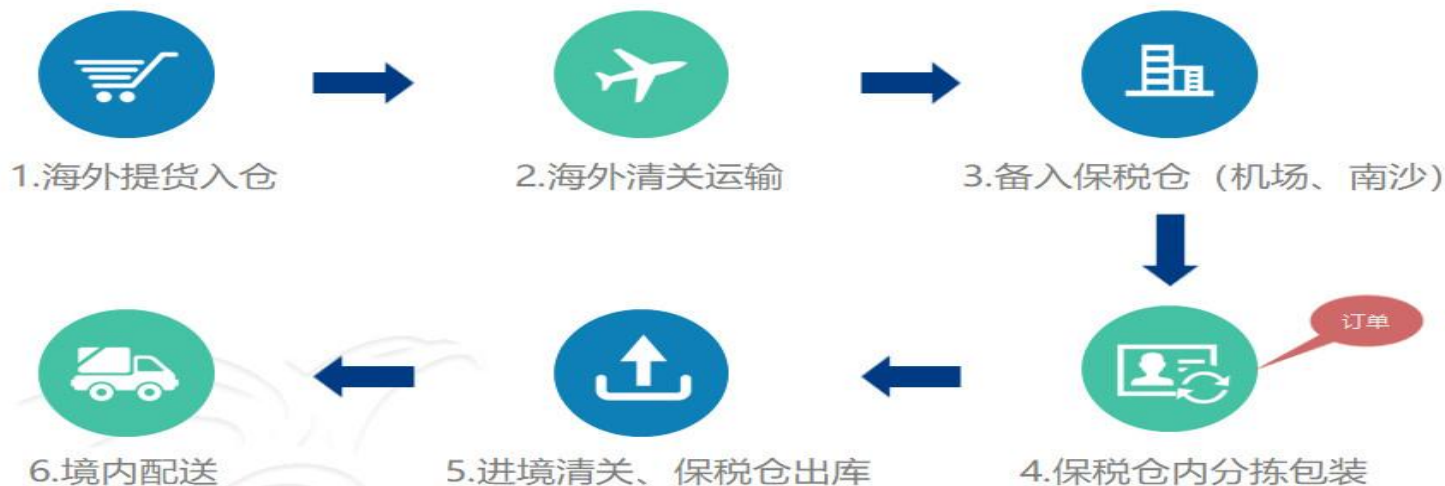 1.海外提货入仓
2.海外清关运输
3.备入保税仓（机场、南沙）
订单
4.保税仓内分拣包装
5.进境清关、保税仓出库
6.境内配送